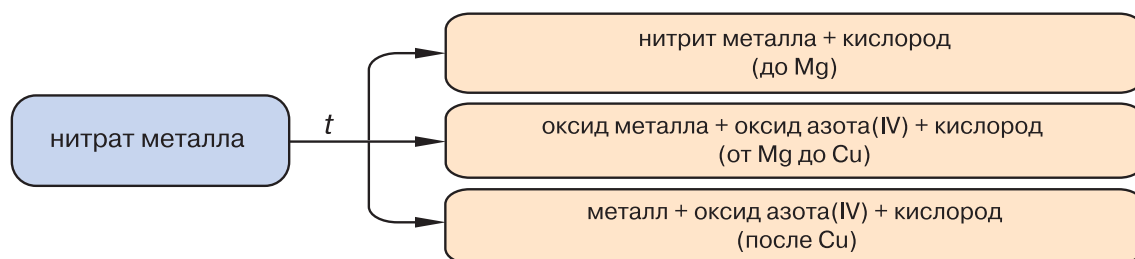 нитрат металла
t
нитрит металла + кислород
(до Mg)
оксид металла + оксид азота(IV) + кислород
(от Mg до Cu)
металл + оксид азота(IV) + кислород
(после Cu)